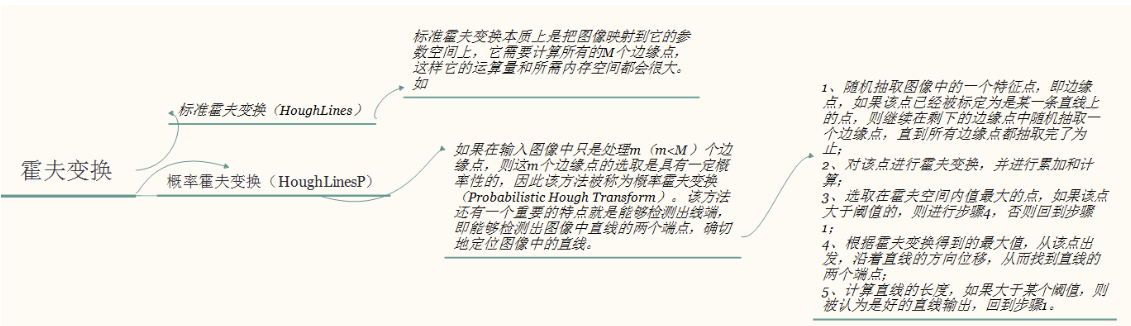 霍夫变换
标准霍夫变换（HoughLines）
标准霍夫变换本质上是把图像映射到它的参
数空间上，它需要计算所有的M个边缘点，
这样它的运算量和所需内存空间都会很大。
如
概率霍夫变换（HoughLinesP）
如果在输入图像中只是处理m（m<M）个边
缘点，则这m个边缘点的选取是具有一定概
率性的，因此该方法被称为概率霍夫变换
（Probabilistic Hough Transform）。该方法
还有一个重要的特点就是能够检测出线端，
即能够检测出图像中直线的两个端点，确切
地定位图像中的直线。
1、随机抽取图像中的一个特征点，即边缘
点，如果该点已经被标定为是某一条直线上
的点，则继续在剩下的边缘点中随机抽取一
个边缘点，直到所有边缘点都抽取完了为
止；
2、对该点进行霍夫变换，并进行累加和计
算；
3、选取在霍夫空间内值最大的点，如果该点
大于阈值的，则进行步骤4，否则回到步骤
1；
4、根据霍夫变换得到的最大值，从该点出
发，沿着直线的方向位移，从而找到直线的
两个端点；
5、计算直线的长度，如果大于某个阈值，则
被认为是好的直线输出，回到步骤1。